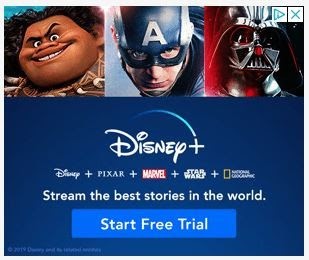 Disney+
Disney + PIXAR + MARVEL + STAR WARS + NATIONAL GEOGRAPHIC
Stream the best stories in the world.
Start Free Trial
© 2019 Disney and its related entities